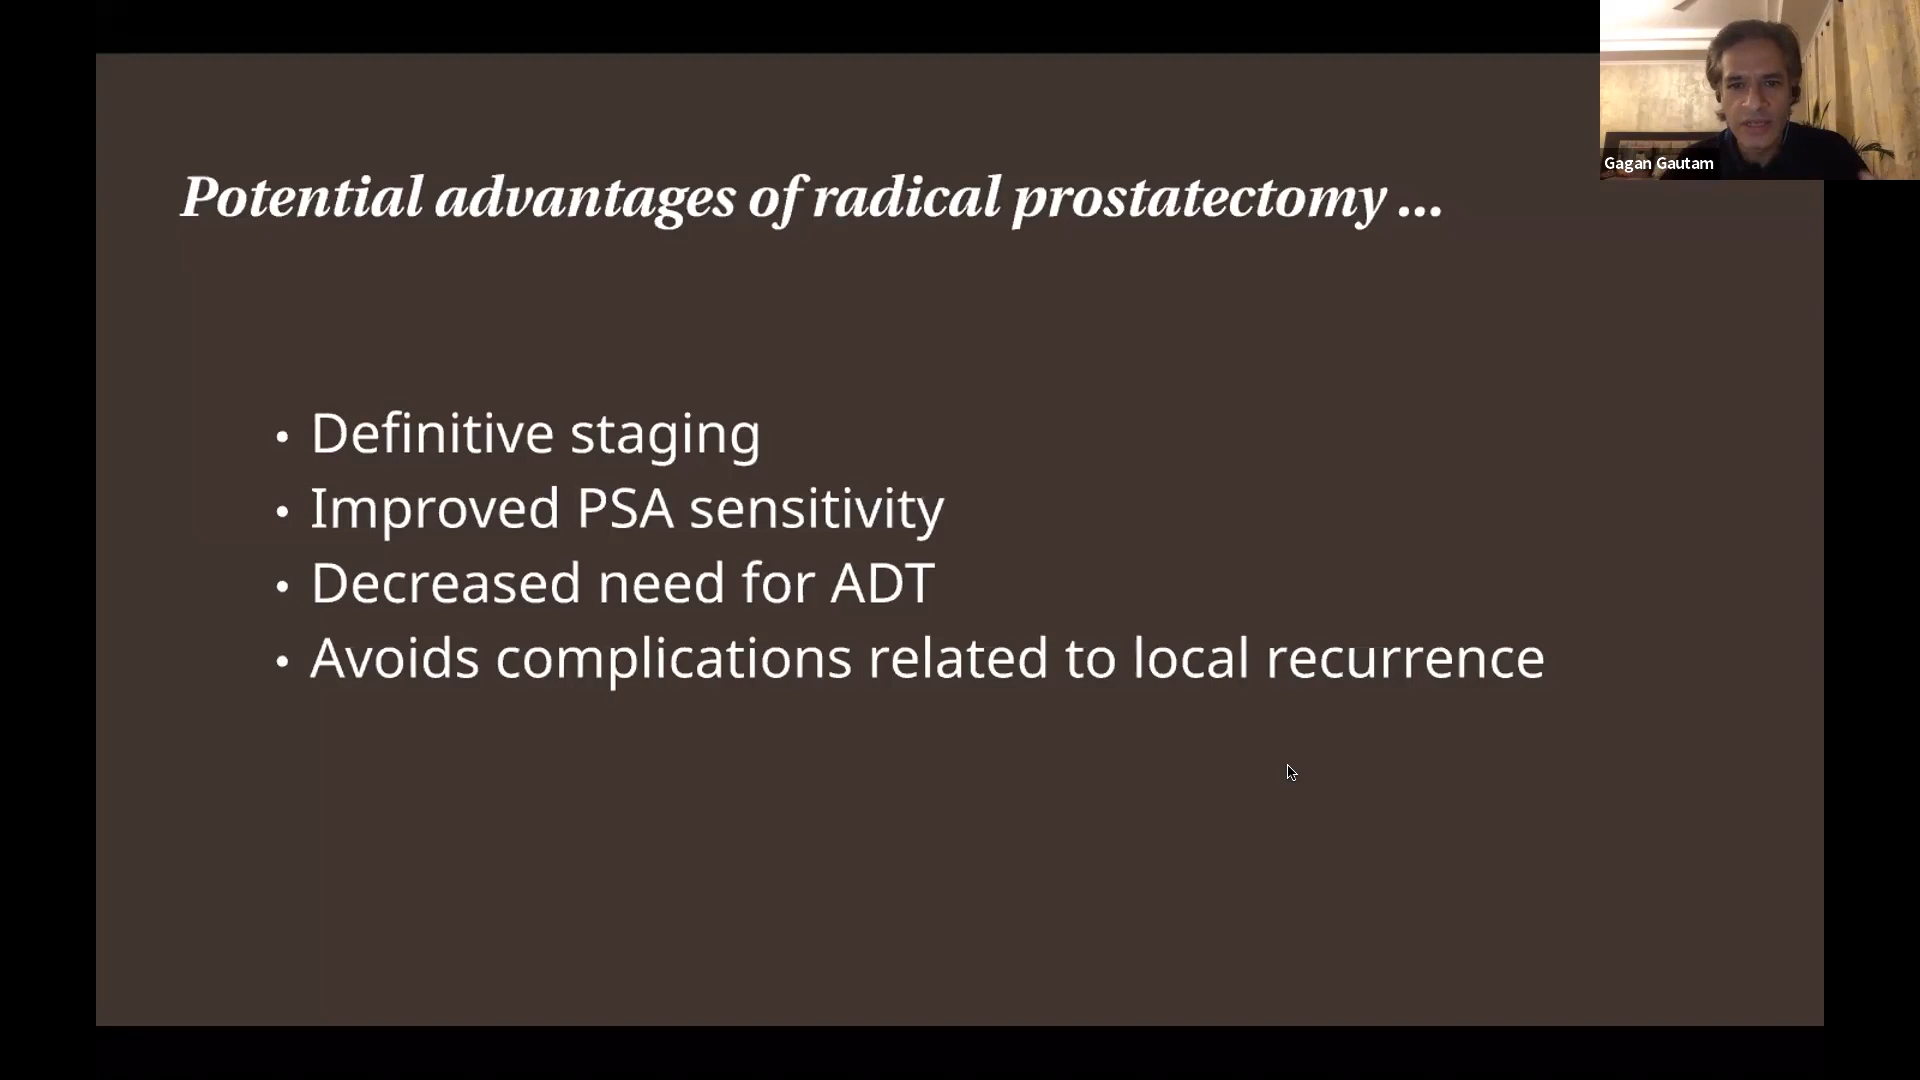 Gagan Gautam
Potential advantages of radical prostatectomy ...
• Definitive staging
• Improved PSA sensitivity
• Decreased need for ADT
• Avoids complications related to local recurrence